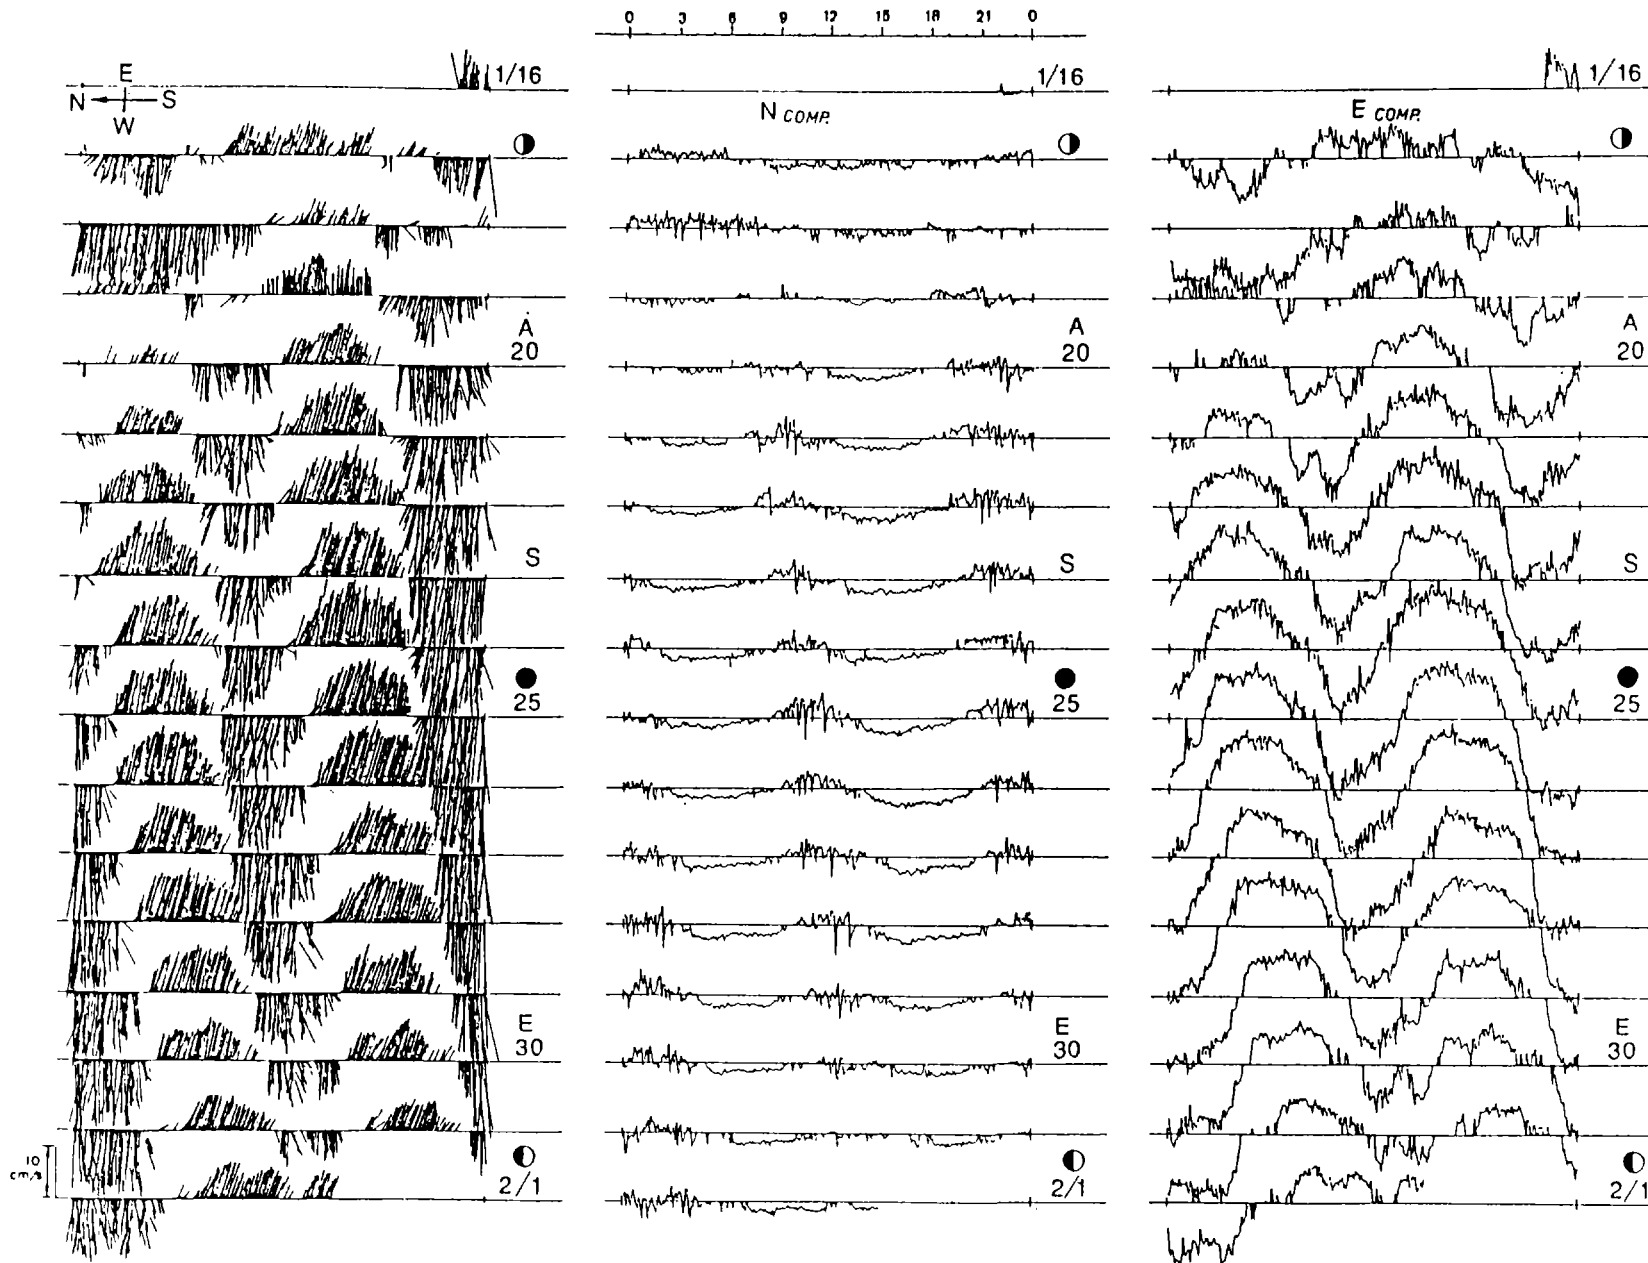 0 3 6 9 12 15 18 21 0
1/16 1/16 1/16
E
N S
W
N COMP.
E COMP.
A A A
20 20 20
S S S
25 25 25
E E E
30 30 30
10
cm/s
2/1 2/1 2/1